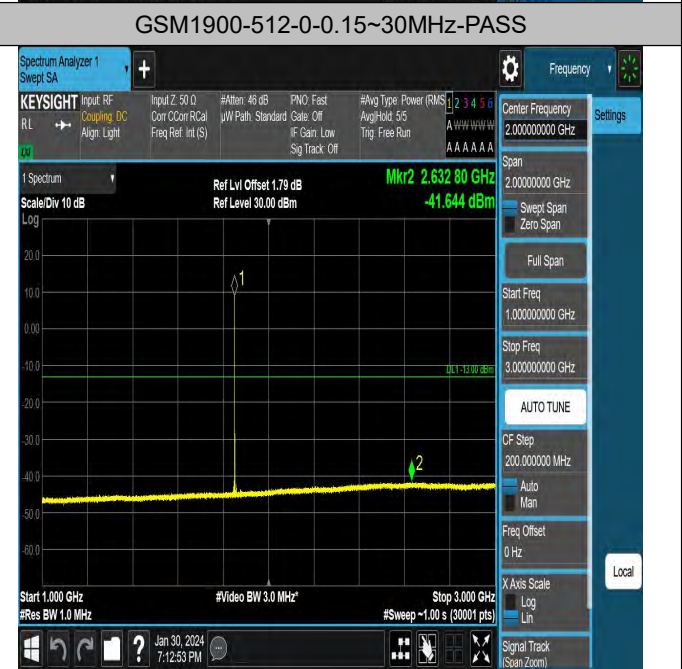 GSM1900-512-0-0.15~30MHz-PASS
Spectrum Analyzer 1
Swept SA
Frequency
KEYSIGHT
RL
Input: RF
Coupling: DC
Align: Light
Input Z: 50 Ω
Corr CCorr RCal
Freq Ref: Int (S)
#Atten: 46 dB
µW Path: Standard
PNO: Fast
Gate: Off
IF Gain: Low
Sig Track: Off
#Avg Type: Power (RMS
Avg|Hold: 5/5
Trig: Free Run
1 2 3 4 5 6
A W W W W W
A A A A A A
Center Frequency
2.000000000 GHz
Settings
1 Spectrum
Scale/Div 10 dB
Log
Ref Lvl Offset 1.79 dB
Ref Level 30.00 dBm
Mkr2 2.632 80 GHz
-41.644 dBm
Span
2.00000000 GHz
Swept Span
Zero Span
Full Span
Start Freq
1.000000000 GHz
Stop Freq
3.000000000 GHz
AUTO TUNE
CF Step
200.000000 MHz
Auto
Man
Freq Offset
0 Hz
X Axis Scale
Log
Lin
Local
Signal Track
(Span Zoom)
20.0
10.0
0.00
-10.0
-20.0
-30.0
-40.0
-50.0
-60.0
1
DL1 -13.00 dBm
2
Start 1.000 GHz
#Res BW 1.0 MHz
#Video BW 3.0 MHz*
Stop 3.000 GHz
#Sweep ~1.00 s (30001 pts)
?
Jan 30, 2024
7:12:53 PM